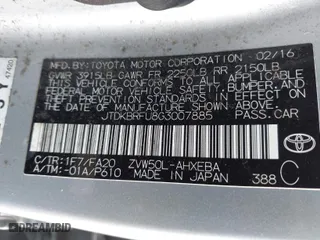 MFD.BY:TOYOTA MOTOR CORPORATION 02/16
GVWR 3915LB GAWR FR 2250LB RR 2150LB
THIS VEHICLE CONFORMS TO ALL APPLICABLE
FEDERAL MOTOR VEHICLE SAFETY,
BUMPER, AND THEFT PREVENTION STANDARDS
IN EFFECT ON THE DATE OF
MANUFACTURE SHOWN ABOVE.
JTDKBRFU8G3007885 PASS.CAR
C/TR:1F7/FA20 ZVW50L-AHXEBA
A/TM:-01A/P610 MADE IN JAPAN 388 C
TOYOTA
47420